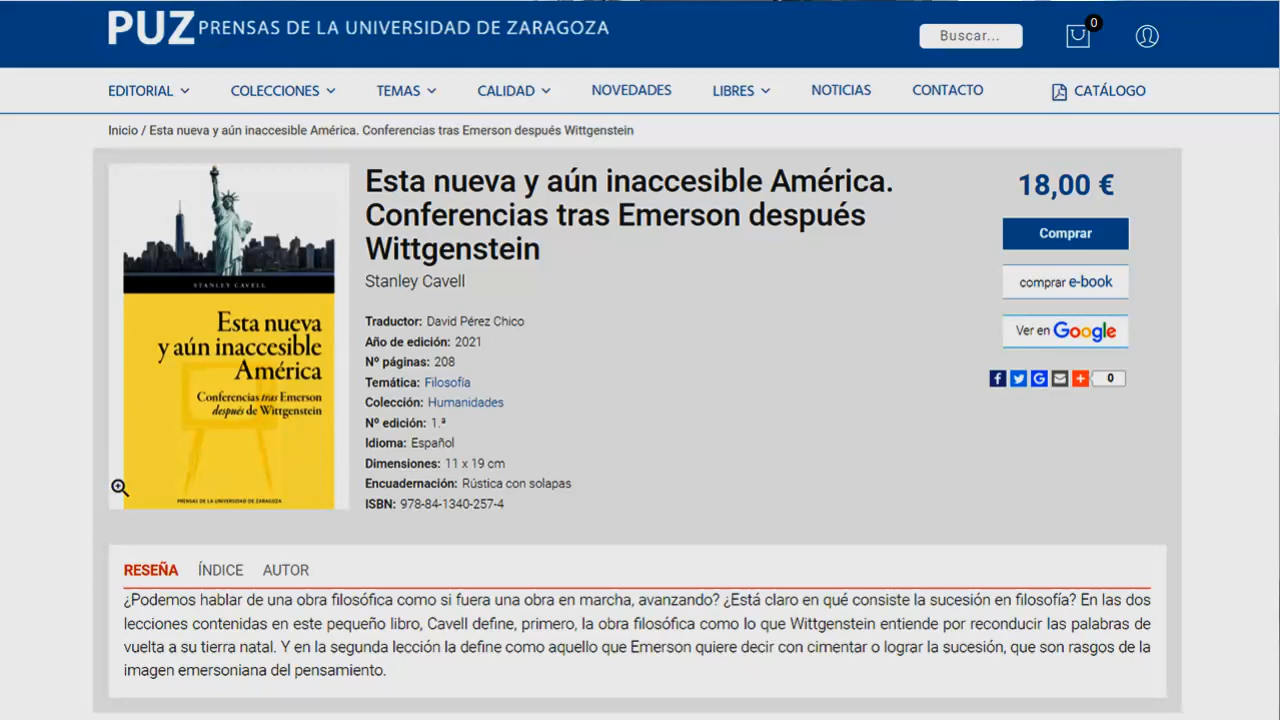 PUZ PRENSAS DE LA UNIVERSIDAD DE ZARAGOZA
Buscar...
0
EDITORIAL
COLECCIONES
TEMAS
CALIDAD
NOVEDADES
LIBRES
NOTICIAS
CONTACTO
CATÁLOGO
Inicio / Esta nueva y aún inaccesible América. Conferencias tras Emerson después Wittgenstein
STANLEY CAVELL
Esta nueva
y aún inaccesible
América
Conferencias tras Emerson
después de Wittgenstein
PRENSAS DE LA UNIVERSIDAD DE ZARAGOZA
Esta nueva y aún inaccesible América.
Conferencias tras Emerson después
Wittgenstein
Stanley Cavell
Traductor: David Pérez Chico
Año de edición: 2021
Nº páginas: 208
Temática: Filosofía
Colección: Humanidades
Nº edición: 1.ª
Idioma: Español
Dimensiones: 11 x 19 cm
Encuadernación: Rústica con solapas
ISBN: 978-84-1340-257-4
18,00 €
Comprar
comprar e-book
Ver en Google
0
RESEÑA
ÍNDICE
AUTOR
¿Podemos hablar de una obra filosófica como si fuera una obra en marcha, avanzando? ¿Está claro en qué consiste la sucesión en filosofía? En las dos
lecciones contenidas en este pequeño libro, Cavell define, primero, la obra filosófica como lo que Wittgenstein entiende por reconducir las palabras de
vuelta a su tierra natal. Y en la segunda lección la define como aquello que Emerson quiere decir con cimentar o lograr la sucesión, que son rasgos de la
imagen emersoniana del pensamiento.